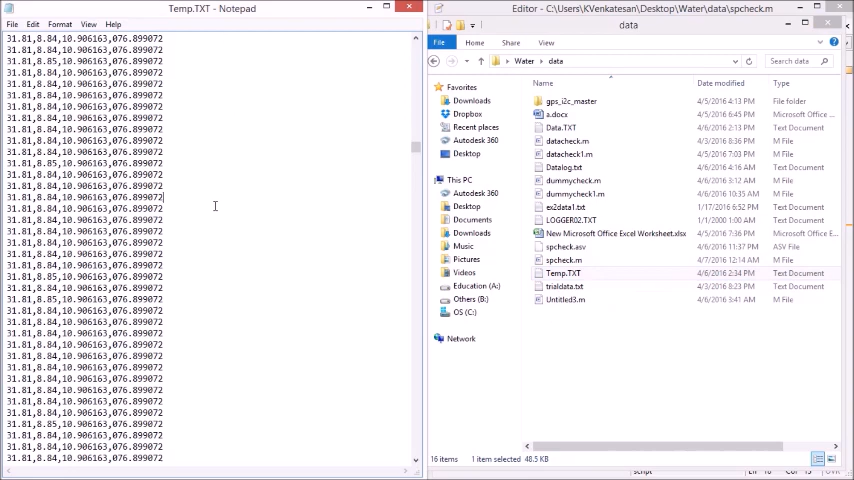 Temp.TXT - Notepad
File Edit Format View Help
31.81,8.84,10.906163,076.899072
31.81,8.84,10.906163,076.899072
31.81,8.85,10.906163,076.899072
31.81,8.84,10.906163,076.899072
31.81,8.84,10.906163,076.899072
31.81,8.84,10.906163,076.899072
31.81,8.84,10.906163,076.899072
31.81,8.84,10.906163,076.899072
31.81,8.85,10.906163,076.899072
31.81,8.84,10.906163,076.899072
31.81,8.84,10.906163,076.899072
31.81,8.85,10.906163,076.899072
31.81,8.84,10.906163,076.899072
31.81,8.84,10.906163,076.899072
31.81,8.84,10.906163,076.899072
31.81,8.84,10.906163,076.899072
31.81,8.84,10.906163,076.899072
31.81,8.84,10.906163,076.899072
31.81,8.84,10.906163,076.899072
31.81,8.84,10.906163,076.899072
31.81,8.84,10.906163,076.899072
31.81,8.85,10.906163,076.899072
31.81,8.84,10.906163,076.899072
31.81,8.85,10.906163,076.899072
31.81,8.84,10.906163,076.899072
31.81,8.84,10.906163,076.899072
31.81,8.84,10.906163,076.899072
31.81,8.84,10.906163,076.899072
31.81,8.84,10.906163,076.899072
31.81,8.84,10.906163,076.899072
31.81,8.84,10.906163,076.899072
31.81,8.84,10.906163,076.899072
31.81,8.84,10.906163,076.899072
31.81,8.84,10.906163,076.899072
31.81,8.85,10.906163,076.899072
31.81,8.84,10.906163,076.899072
31.81,8.84,10.906163,076.899072
31.81,8.84,10.906163,076.899072
Editor - C:\Users\KVenkatesan\Desktop\Water\data\spcheck.m
data
File Home Share View
Water data Search data
Favorites
Downloads
Dropbox
Recent places
Autodesk 360
Desktop
This PC
Autodesk 360
Desktop
Documents
Downloads
Music
Pictures
Videos
Education (A:)
Others (B:)
OS (C:)
Network
Name Date modified Type
gps_i2c_master 4/5/2016 4:13 PM File folder
a.docx 4/5/2016 6:45 PM Microsoft Office ...
Data.TXT 4/6/2016 2:13 PM Text Document
datacheck.m 4/5/2016 4:15 PM M File
datacheck1.m 4/5/2016 7:03 PM M File
Datalog.txt 4/6/2016 4:16 AM Text Document
dummycheck.m 4/6/2016 3:12 AM M File
dummycheck1.m 4/6/2016 10:35 AM M File
ex2data1.txt 1/17/2016 6:52 PM Text Document
LOGGER02.TXT 1/1/2000 1:00 AM Text Document
New Microsoft Office Excel Worksheet.xlsx 4/5/2016 7:36 PM Microsoft Office E...
spcheck.asv 4/6/2016 11:37 PM ASV File
spcheck.m 4/7/2016 12:14 AM M File
Temp.TXT 4/6/2016 2:34 PM Text Document
trialdata.txt 4/3/2016 8:23 PM Text Document
Untitled3.m 4/6/2016 3:41 AM M File
16 items 1 item selected 48.5 KB
script